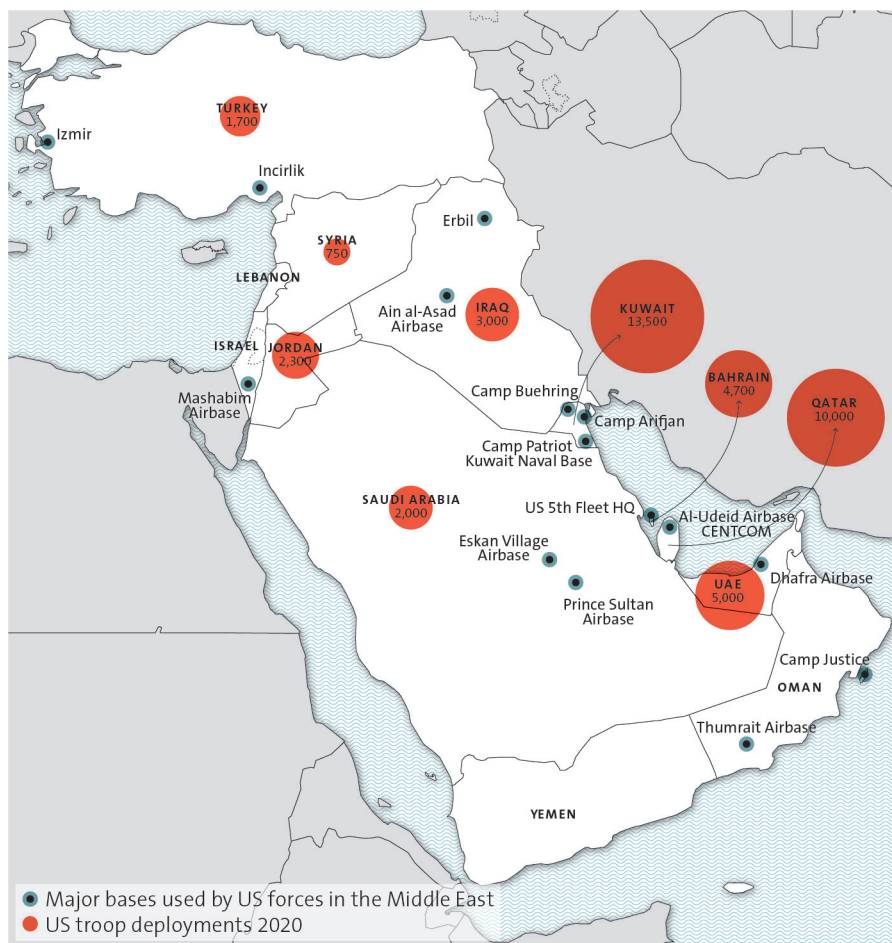 TURKEY
1,700
Izmir
Incirlik
Erbil
SYRIA
750
LEBANON
Ain al-Asad
Airbase
IRAQ
3,000
KUWAIT
13,500
ISRAEL
JORDAN
2,300
BAHRAIN
4,700
QATAR
10,000
Mashabim
Airbase
Camp Buehring
Camp Arifjan
Camp Patriot
Kuwait Naval Base
SAUDI ARABIA
2,000
US 5th Fleet HQ
Al-Udeid Airbase
CENTCOM
Eskan Village
Airbase
Dhafra Airbase
UAE
5,000
Prince Sultan
Airbase
Camp Justice
OMAN
Thumrait Airbase
YEMEN
Major bases used by US forces in the Middle East
US troop deployments 2020